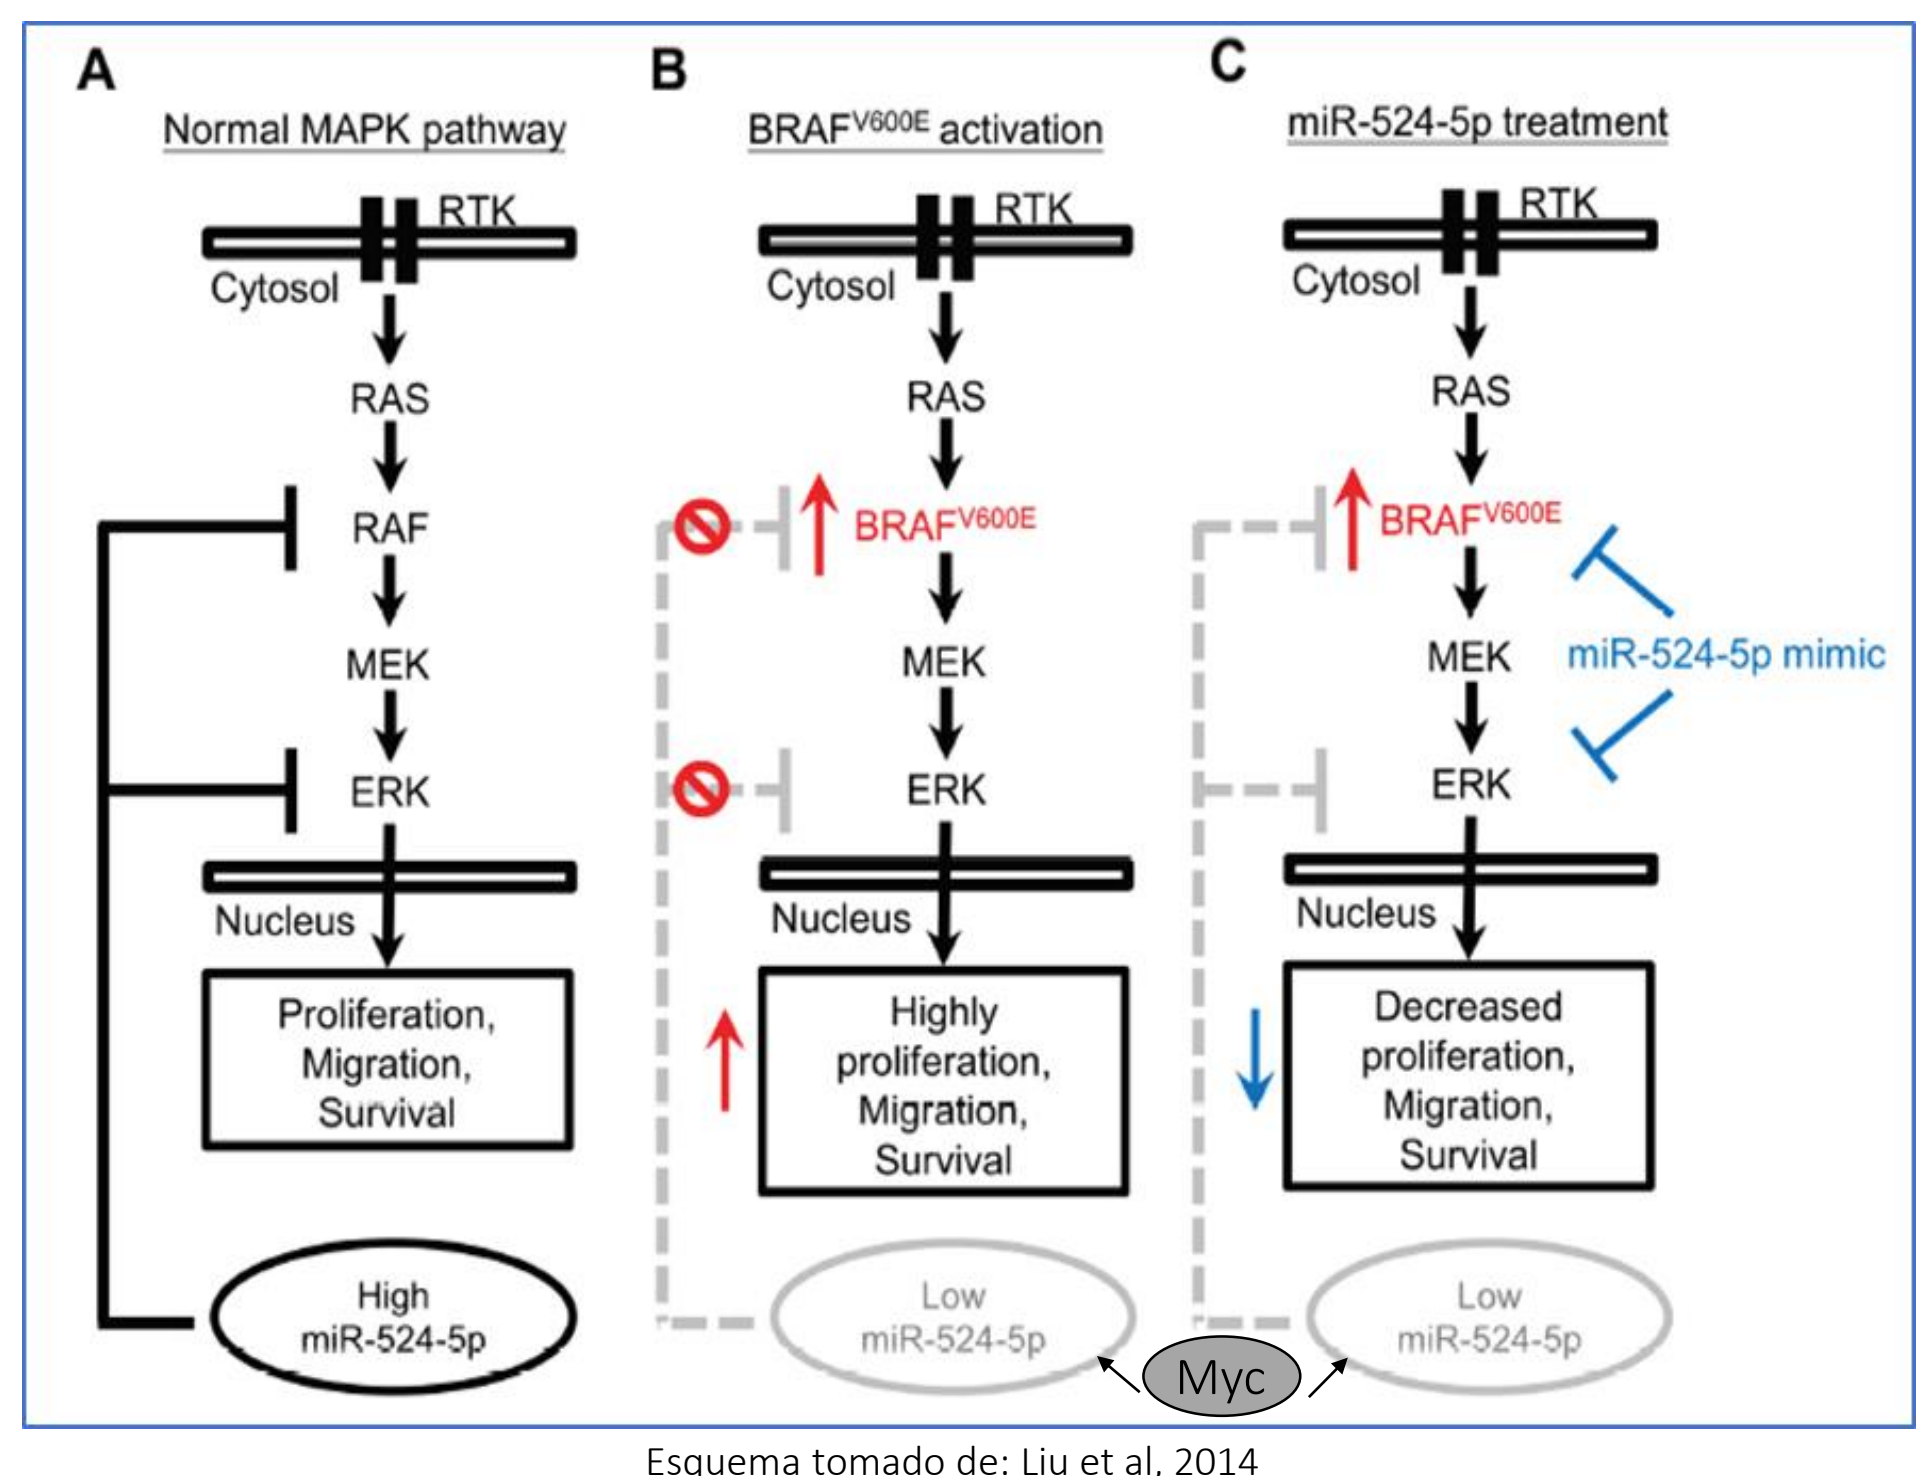 A
Normal MAPK pathway
RTK
Cytosol
RAS
RAF
MEK
ERK
Nucleus
Proliferation,
Migration,
Survival
High
miR-524-5p
B
BRAFV600E activation
RTK
Cytosol
RAS
BRAFV600E
MEK
ERK
Nucleus
Highly
proliferation,
Migration,
Survival
Low
miR-524-5p
C
miR-524-5p treatment
RTK
Cytosol
RAS
BRAFV600E
MEK
miR-524-5p mimic
ERK
Nucleus
Decreased
proliferation,
Migration,
Survival
Low
miR-524-5p
Myc
Esquema tomado de: Liu et al, 2014